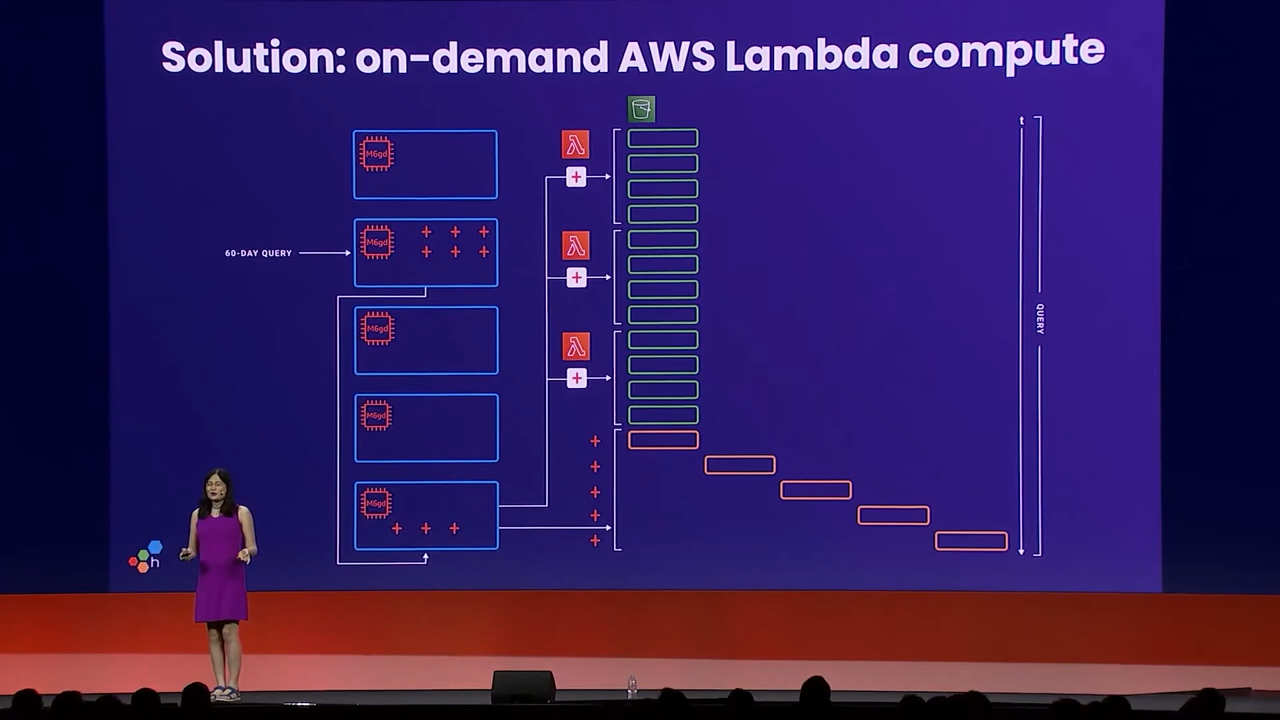 Solution: on-demand AWS Lambda compute
t
M6gd
M6gd
60-DAY QUERY
M6gd
QUERY
M6gd
M6gd
h